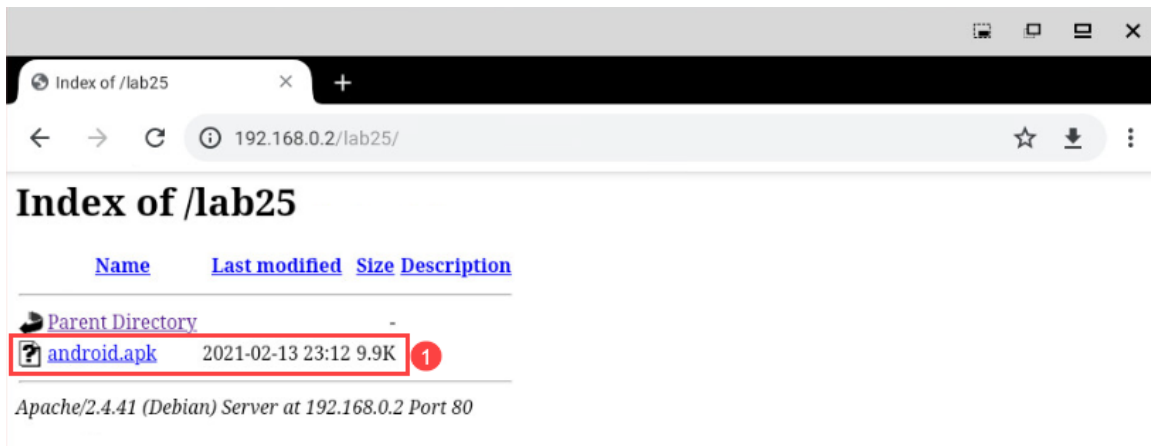 Index of /lab25
192.168.0.2/lab25/
Index of /lab25
Name Last modified Size Description
Parent Directory -
android.apk 2021-02-13 23:12 9.9K 1
Apache/2.4.41 (Debian) Server at 192.168.0.2 Port 80